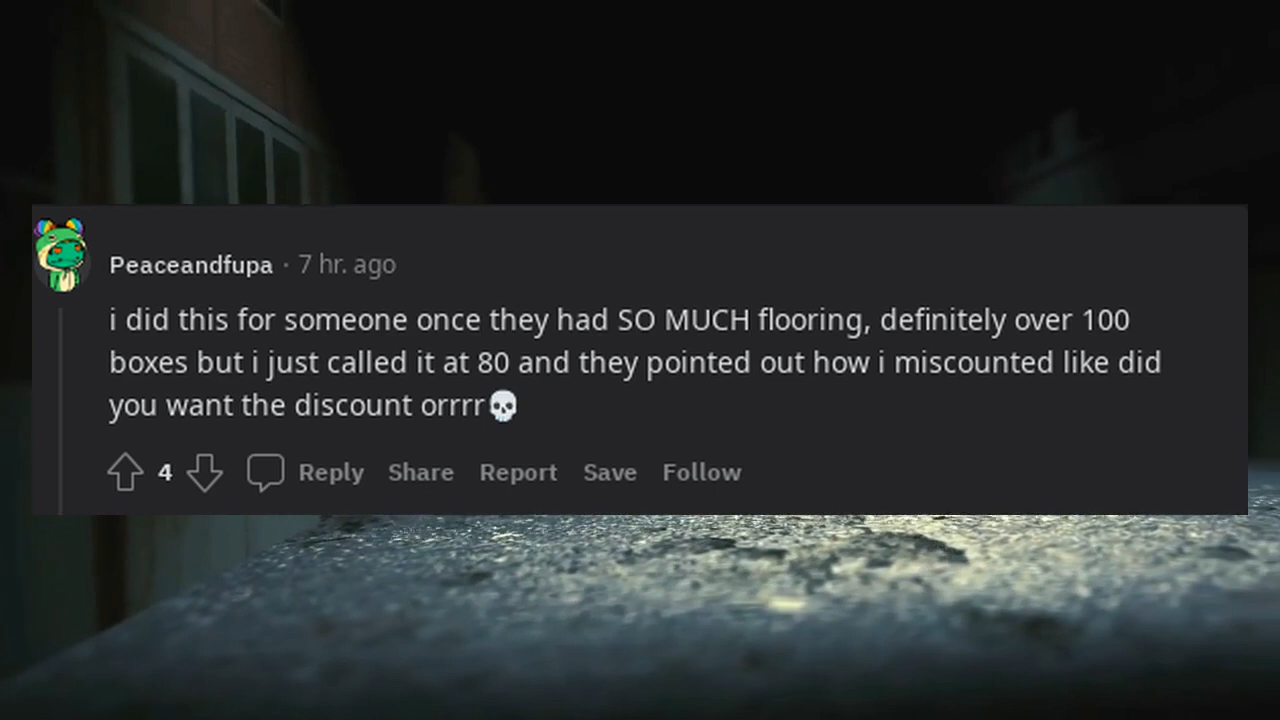 Peaceandfupa · 7 hr. ago
i did this for someone once they had SO MUCH flooring, definitely over 100
boxes but i just called it at 80 and they pointed out how i miscounted like did
you want the discount orrrr💀
4 Reply Share Report Save Follow